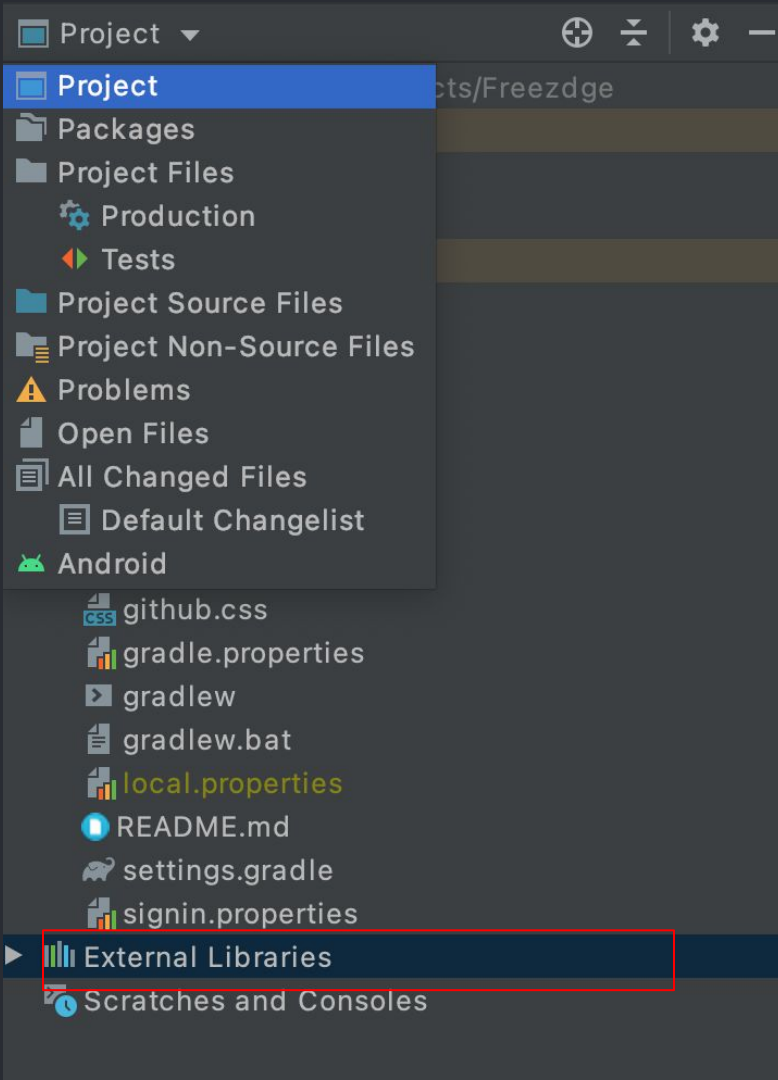 Project
Project
cts/Freezdge
Packages
Project Files
Production
Tests
Project Source Files
Project Non-Source Files
Problems
Open Files
All Changed Files
Default Changelist
Android
CSS
github.css
gradle.properties
gradlew
gradlew.bat
local.properties
README.md
settings.gradle
signin.properties
External Libraries
Scratches and Consoles